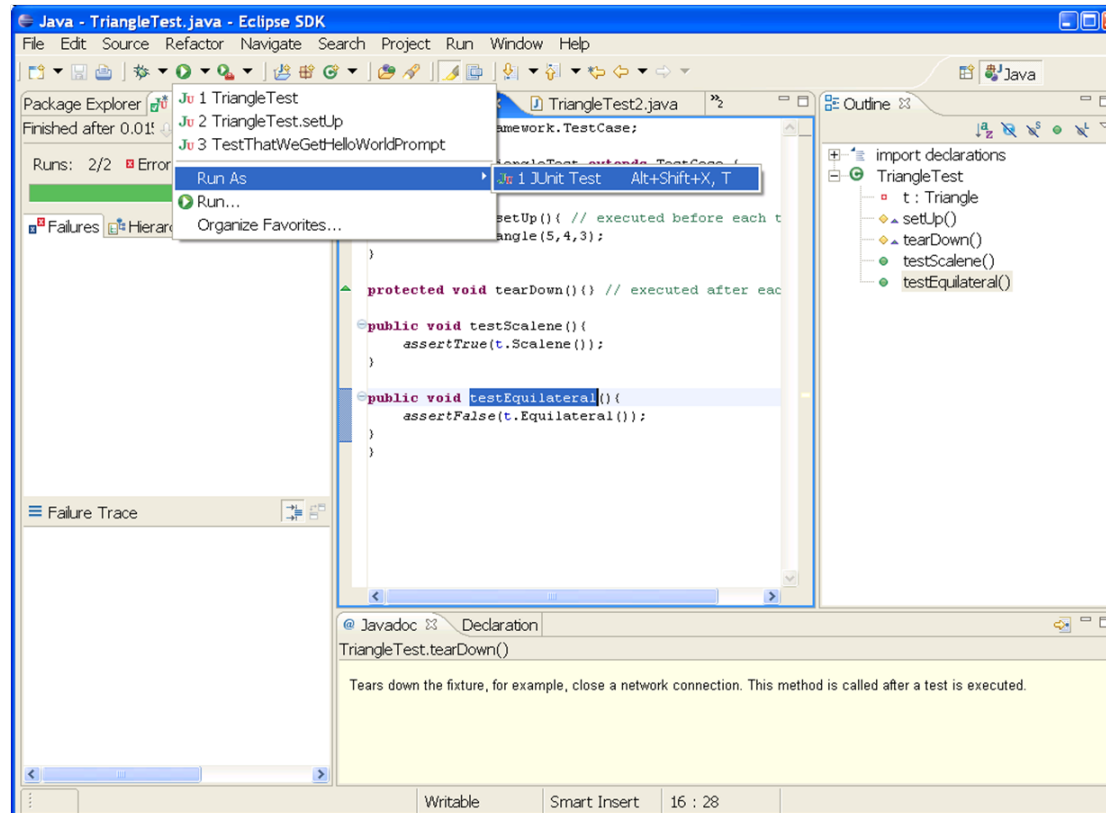 Java - TriangleTest.java - Eclipse SDK
File Edit Source Refactor Navigate Search Project Run Window Help
Java
Package Explorer
TriangleTest2.java
»2
Outline
Finished after 0.01
Runs: 2/2
Error
Failures
Hierar
1 TriangleTest
2 TriangleTest.setUp
3 TestThatWeGetHelloWorldPrompt
Run As
Run...
Organize Favorites...
1 JUnit Test Alt+Shift+X, T
amework.TestCase;
extends TestCase {
setUp(){ // executed before each t
angle(5,4,3);
}
protected void tearDown(){} // executed after eac
public void testScalene(){
assertTrue(t.Scalene());
}
public void testEquilateral(){
assertFalse(t.Equilateral());
}
}
import declarations
TriangleTest
t : Triangle
setUp()
tearDown()
testScalene()
testEquilateral()
Failure Trace
@ Javadoc
Declaration
TriangleTest.tearDown()
Tears down the fixture, for example, close a network connection. This method is called after a test is executed.
Writable
Smart Insert
16 : 28